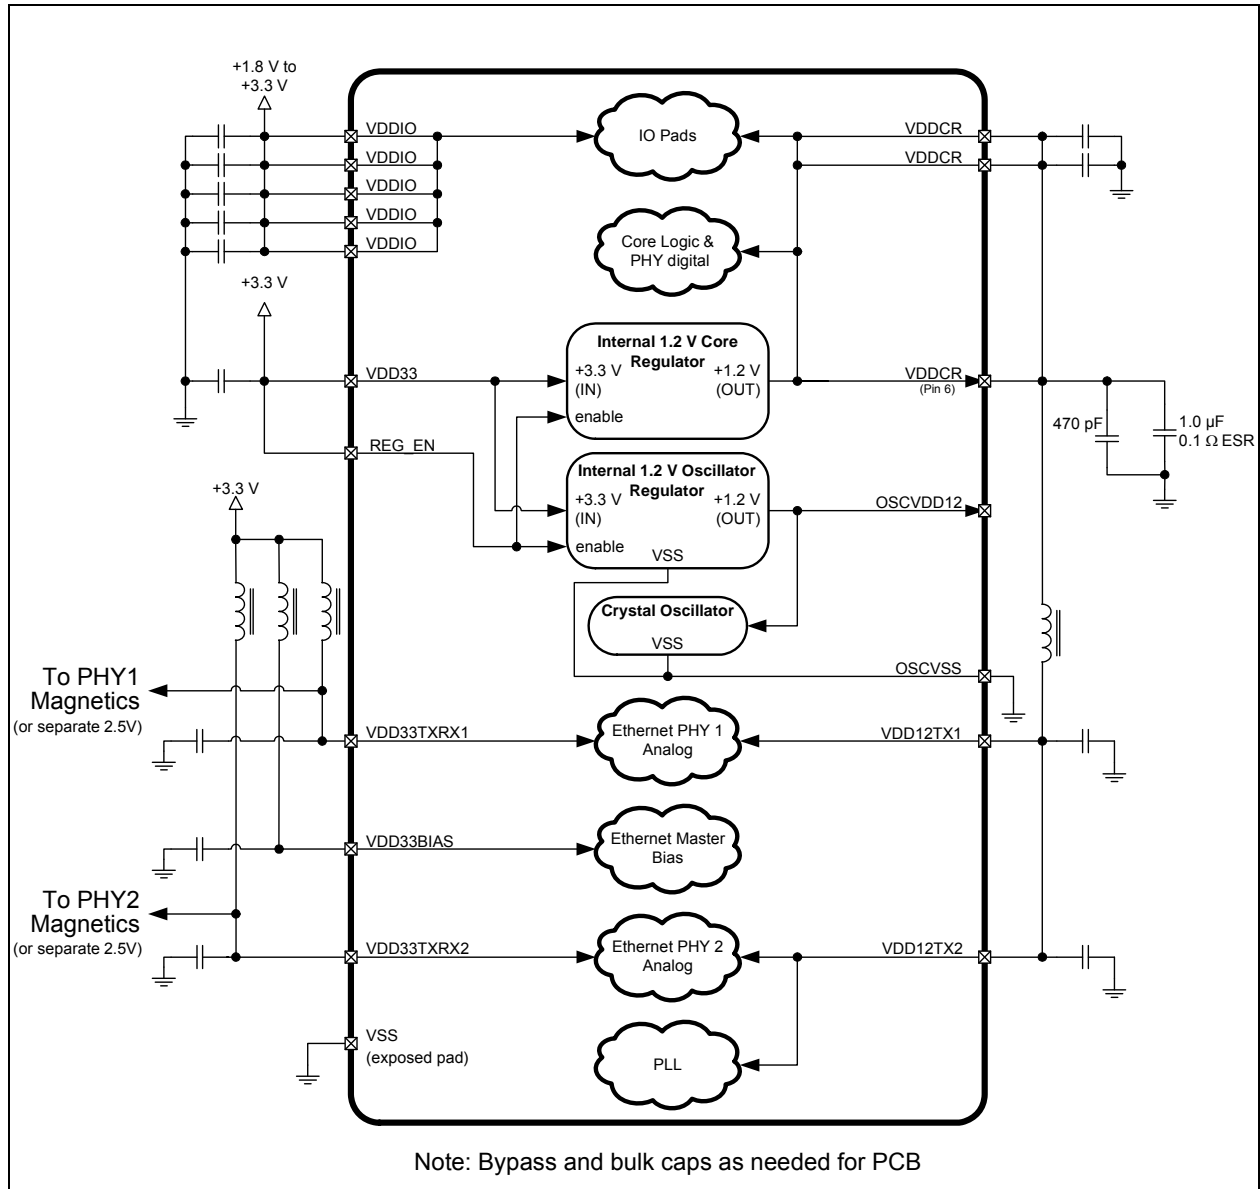 +1.8 V to
+3.3 V
VDDIO
VDDIO
VDDIO
VDDIO
VDDIO
IO Pads
VDDCR
VDDCR
Core Logic &
PHY digital
+3.3 V
VDD33
Internal 1.2 V Core
Regulator
+3.3 V
(IN)
+1.2 V
(OUT)
enable
VDDCR
(Pin 6)
470 pF
1.0 µF
0.1 Ω ESR
REG_EN
Internal 1.2 V Oscillator
Regulator
+3.3 V
(IN)
+1.2 V
(OUT)
enable
VSS
OSCVDD12
+3.3 V
Crystal Oscillator
VSS
OSCVSS
To PHY1
Magnetics
(or separate 2.5V)
VDD33TXRX1
Ethernet PHY 1
Analog
VDD12TX1
VDD33BIAS
Ethernet Master
Bias
To PHY2
Magnetics
(or separate 2.5V)
VDD33TXRX2
Ethernet PHY 2
Analog
VDD12TX2
VSS
(exposed pad)
PLL
Note: Bypass and bulk caps as needed for PCB